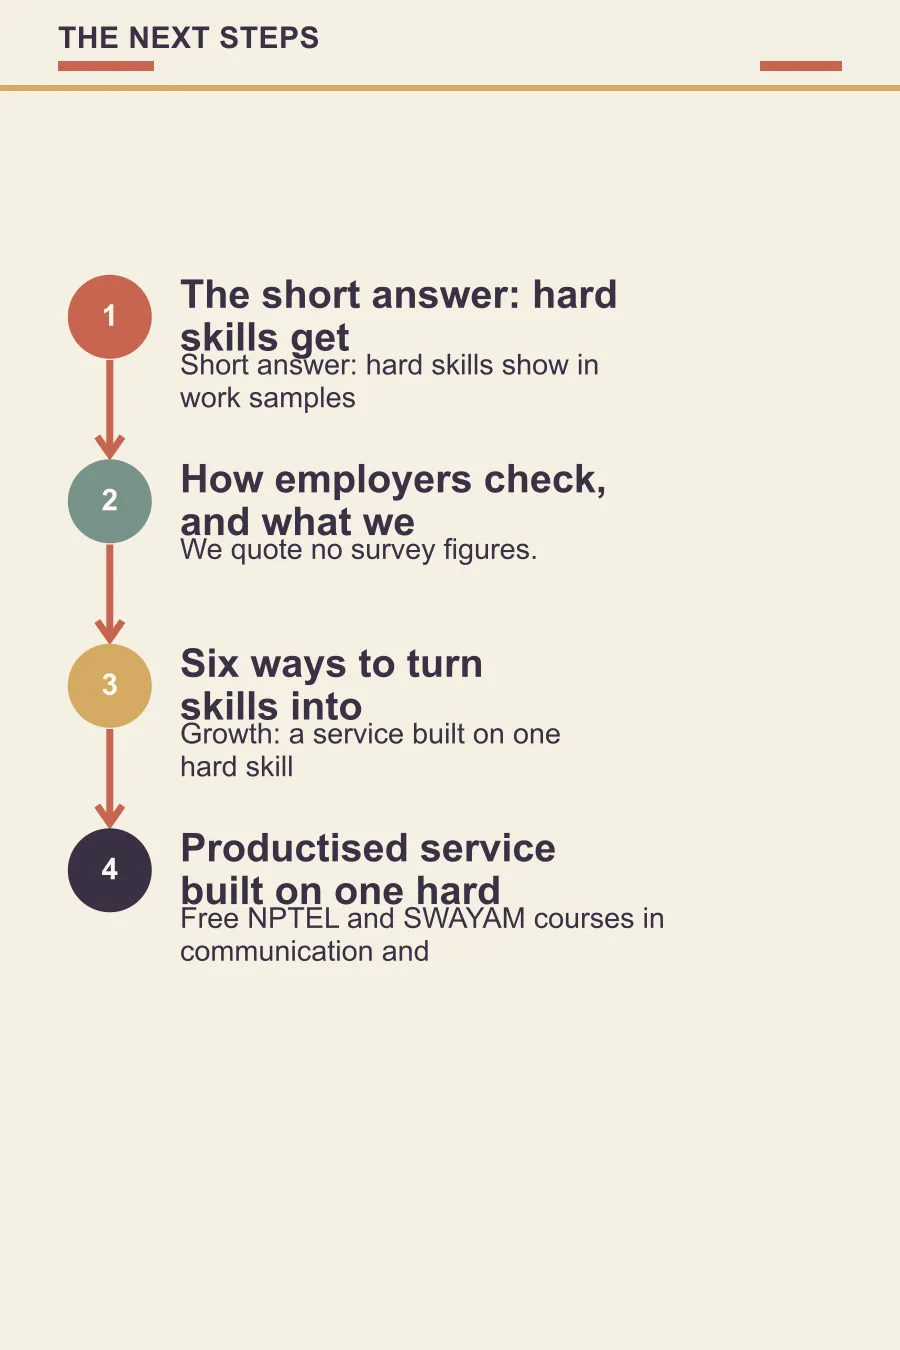 THE NEXT STEPS
1
The short answer: hard
skills get
Short answer: hard skills show in
work samples
2
How employers check,
and what we
We quote no survey figures.
3
Six ways to turn
skills into
Growth: a service built on one
hard skill
4
Productised service
built on one hard
Free NPTEL and SWAYAM courses in
communication and